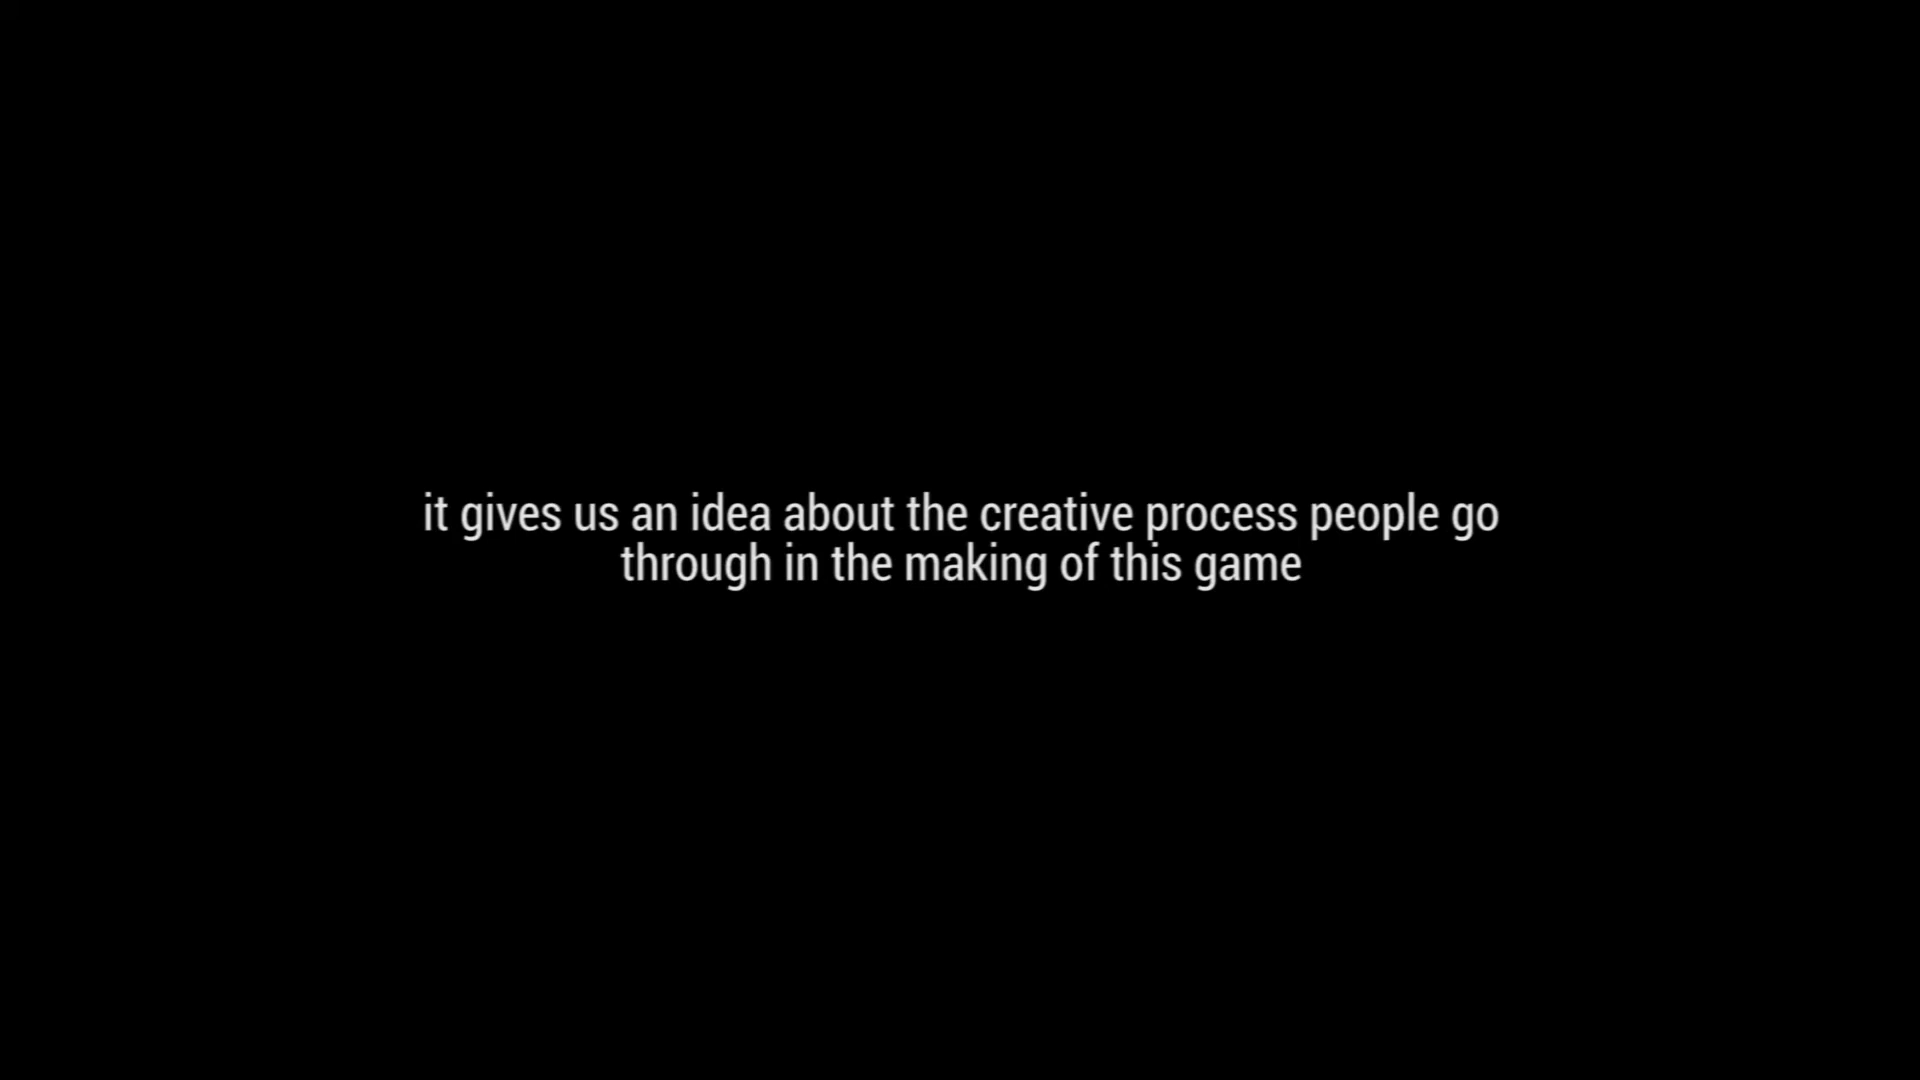 it gives us an idea about the creative process people go
through in the making of this game